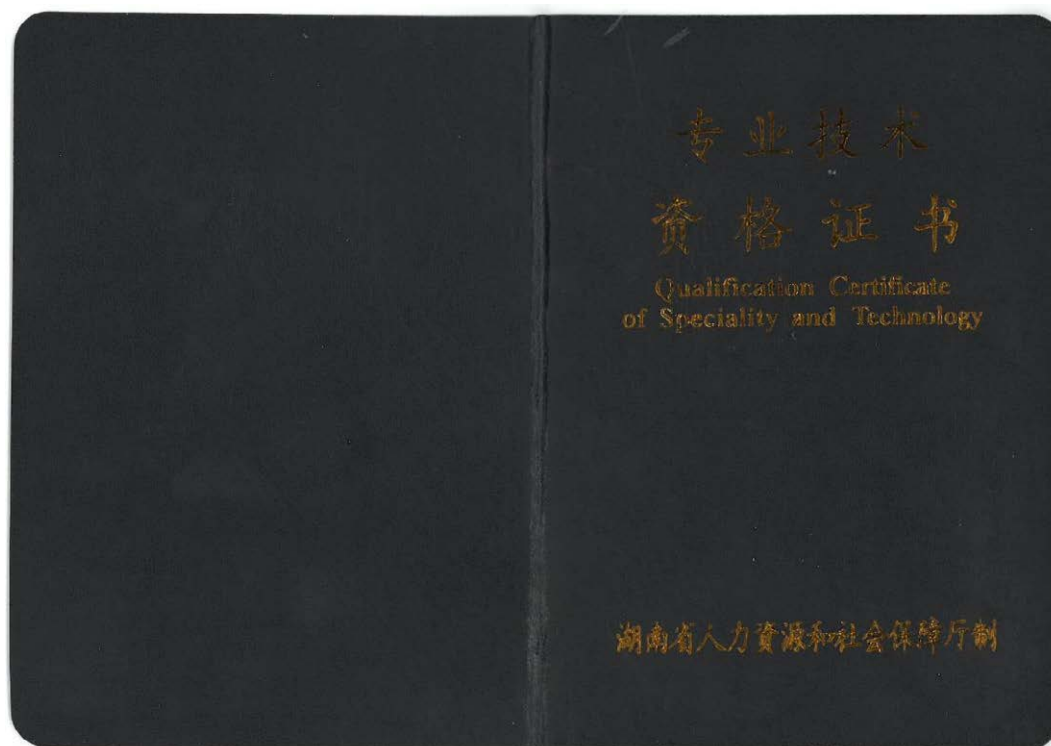 专业技术
资格证书
Qualification Certificate
of Speciality and Technology
湖南省人力資源和社会保障厅制